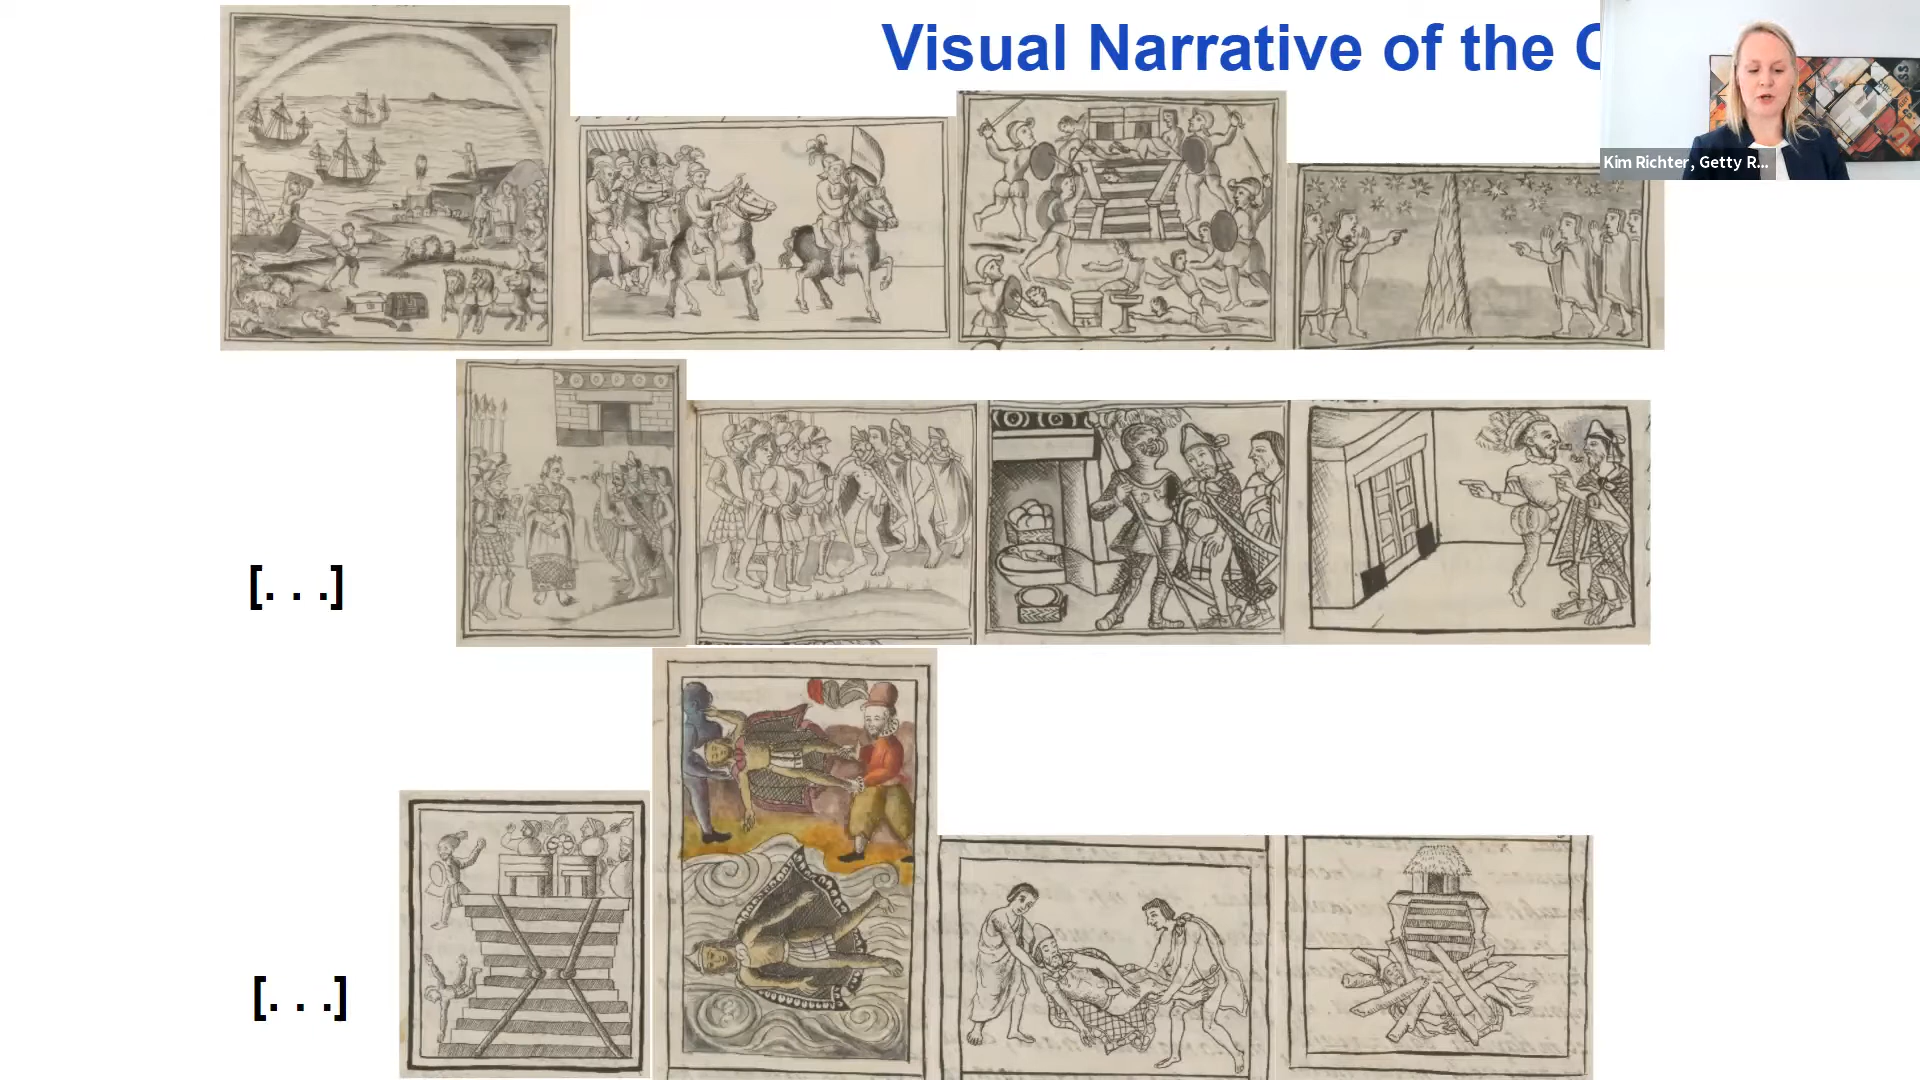 Visual Narrative of the C
Kim Richter, Getty R...
[. . .]
[. . .]